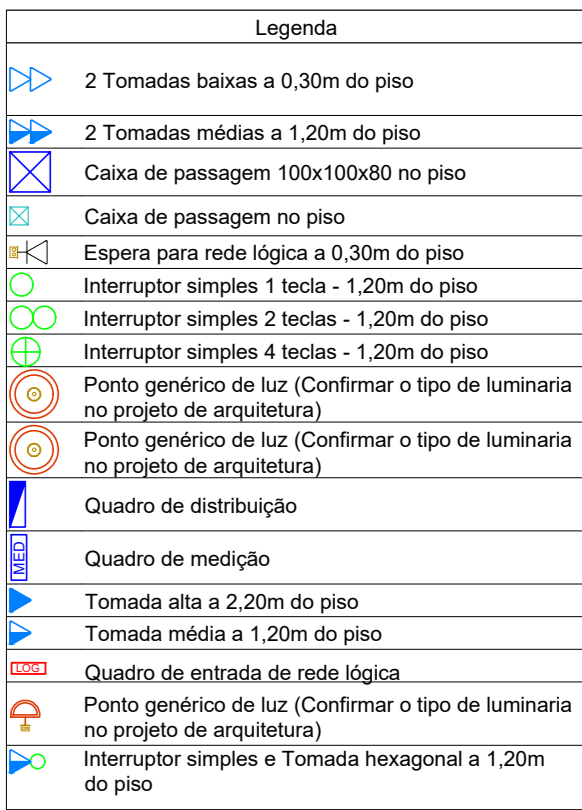 Legenda
2 Tomadas baixas a 0,30m do piso
2 Tomadas médias a 1,20m do piso
Caixa de passagem 100x100x80 no piso
Caixa de passagem no piso
Espera para rede lógica a 0,30m do piso
Interruptor simples 1 tecla - 1,20m do piso
Interruptor simples 2 teclas - 1,20m do piso
Interruptor simples 4 teclas - 1,20m do piso
Ponto genérico de luz (Confirmar o tipo de luminaria
no projeto de arquitetura)
Ponto genérico de luz (Confirmar o tipo de luminaria
no projeto de arquitetura)
Quadro de distribuição
MED
Quadro de medição
Tomada alta a 2,20m do piso
Tomada média a 1,20m do piso
LOG
Quadro de entrada de rede lógica
Ponto genérico de luz (Confirmar o tipo de luminaria
no projeto de arquitetura)
Interruptor simples e Tomada hexagonal a 1,20m
do piso